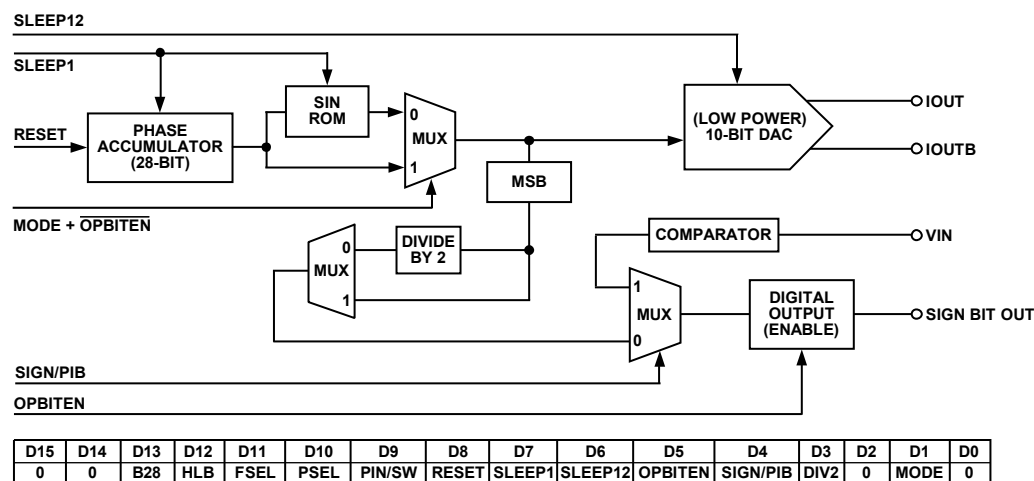 SLEEP12
SLEEP1
RESET
PHASE
ACCUMULATOR
(28-BIT)
SIN
ROM
0
MUX
1
(LOW POWER)
10-BIT DAC
IOUT
IOUTB
MSB
MODE + OPBITEN
0
MUX
1
DIVIDE
BY 2
COMPARATOR
VIN
1
MUX
0
DIGITAL
OUTPUT
(ENABLE)
SIGN BIT OUT
SIGN/PIB
OPBITEN
D15 D14 D13 D12 D11 D10 D9 D8 D7 D6 D5 D4 D3 D2 D1 D0
0 0 B28 HLB FSEL PSEL PIN/SW RESET SLEEP1 SLEEP12 OPBITEN SIGN/PIB DIV2 0 MODE 0